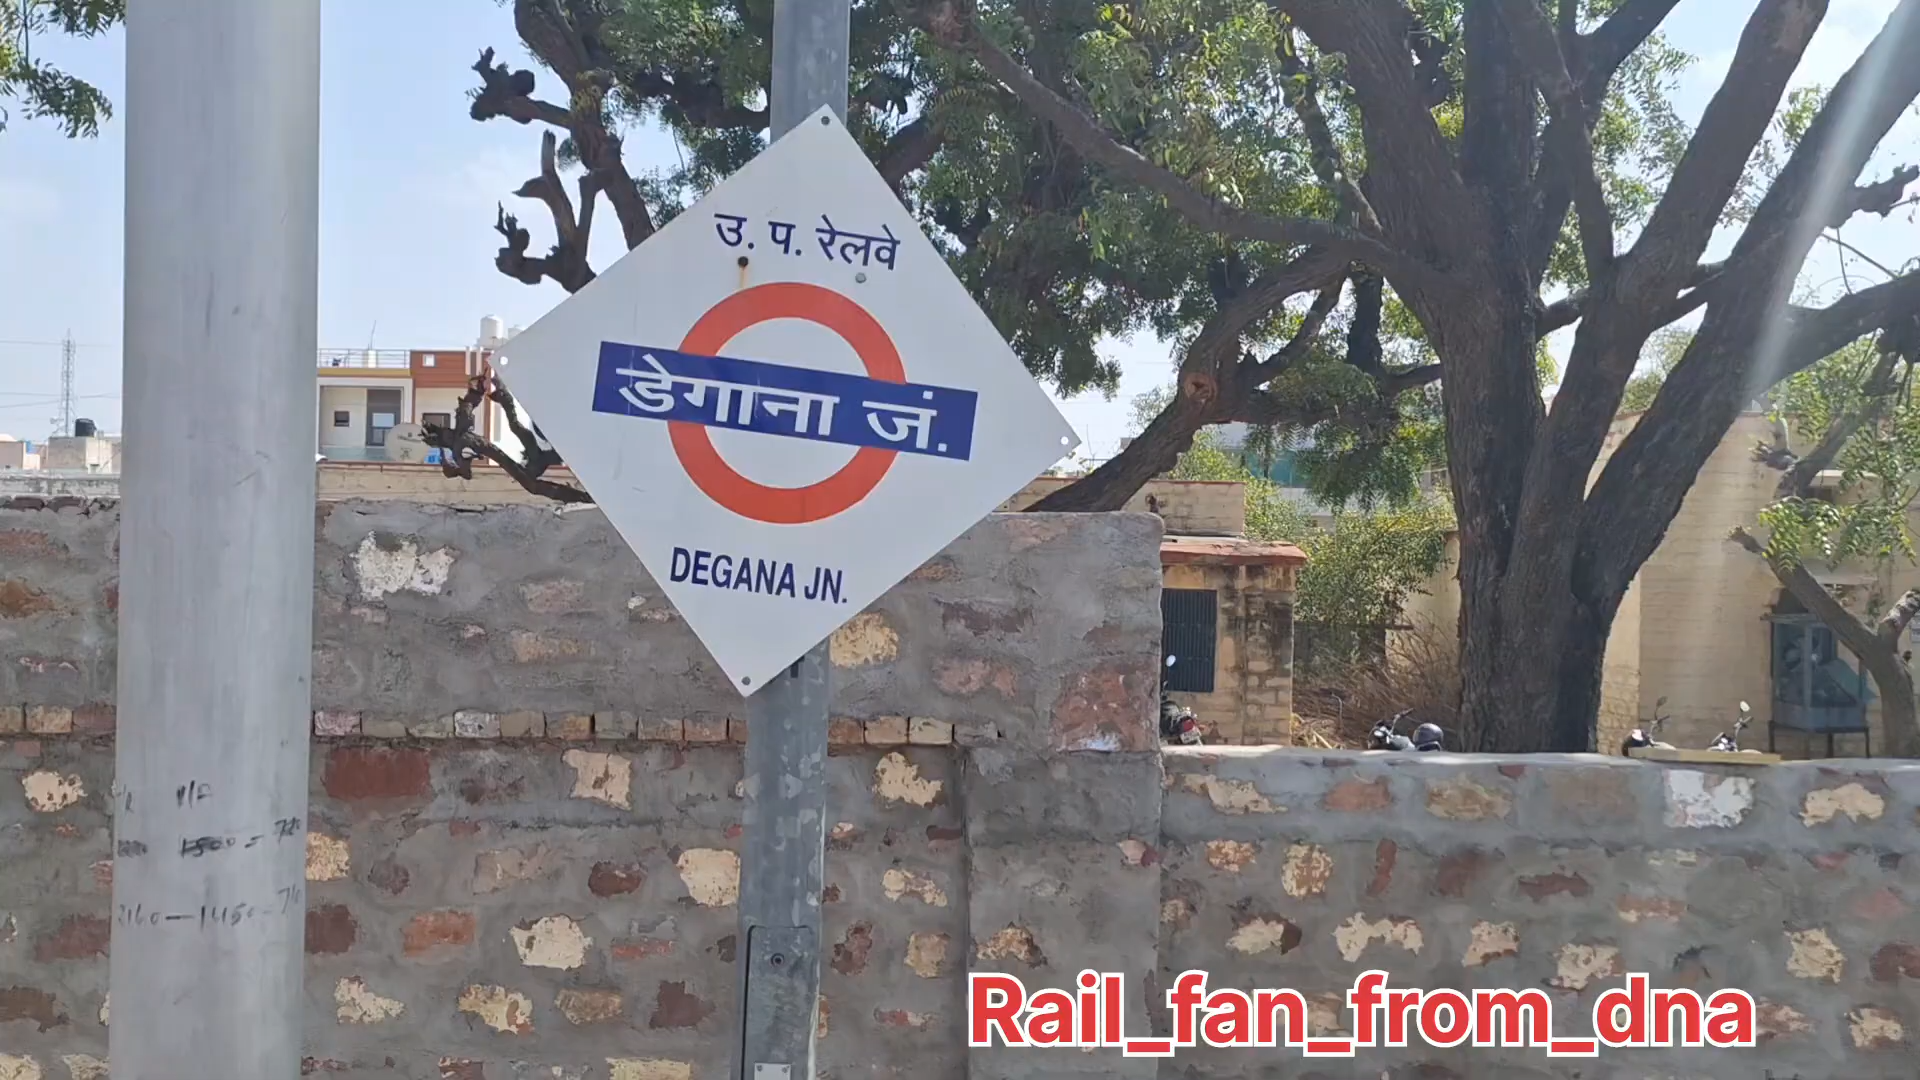 उ. प. रेलवे
डेगाना जं.
DEGANA JN.
Rail_fan_from_dna